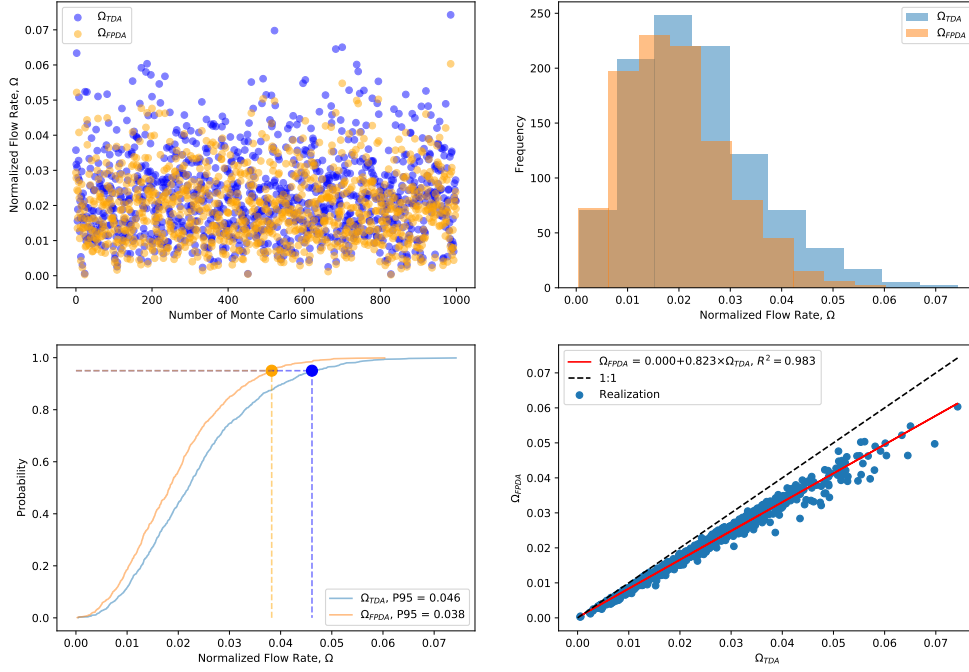 Ω_TDA
Ω_FPDA
0.07
0.06
0.05
0.04
0.03
0.02
0.01
0.00
Normalized Flow Rate, Ω
0 200 400 600 800 1000
Number of Monte Carlo simulations
Ω_TDA
Ω_FPDA
250
200
150
100
50
0
Frequency
0.00 0.01 0.02 0.03 0.04 0.05 0.06 0.07
Normalized Flow Rate, Ω
1.0
0.8
0.6
0.4
0.2
0.0
Probability
Ω_TDA, P95 = 0.046
Ω_FPDA, P95 = 0.038
0.00 0.01 0.02 0.03 0.04 0.05 0.06 0.07
Normalized Flow Rate, Ω
Ω_FPDA = 0.000+0.823×Ω_TDA, R² = 0.983
1:1
Realization
0.07
0.06
0.05
0.04
0.03
0.02
0.01
0.00
Ω_FPDA
0.00 0.01 0.02 0.03 0.04 0.05 0.06 0.07
Ω_TDA